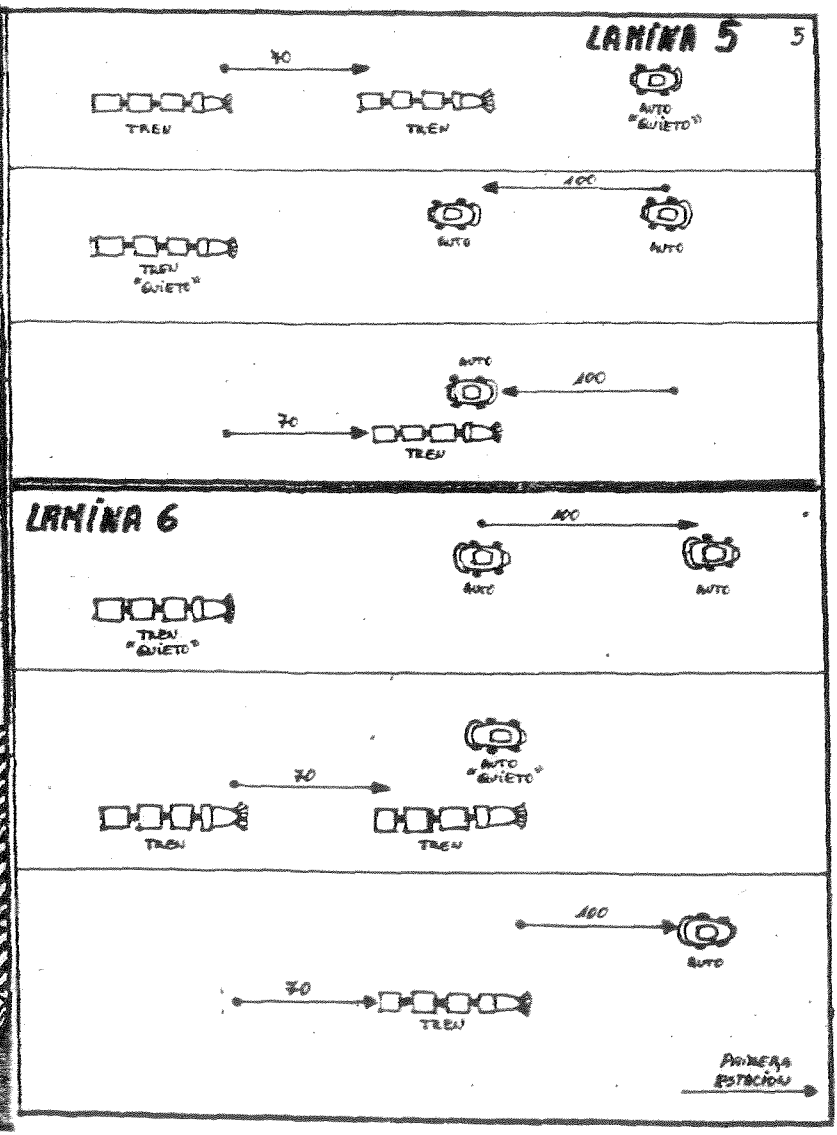 LAMINA 5
5
70
TREN
TREN
AUTO
"QUIETO"
100
AUTO
AUTO
TREN
"QUIETO"
AUTO
100
70
TREN
LAMINA 6
100
AUTO
AUTO
TREN
"QUIETO"
AUTO
"QUIETO"
70
TREN
TREN
100
AUTO
70
TREN
PRIMERA
ESTACION